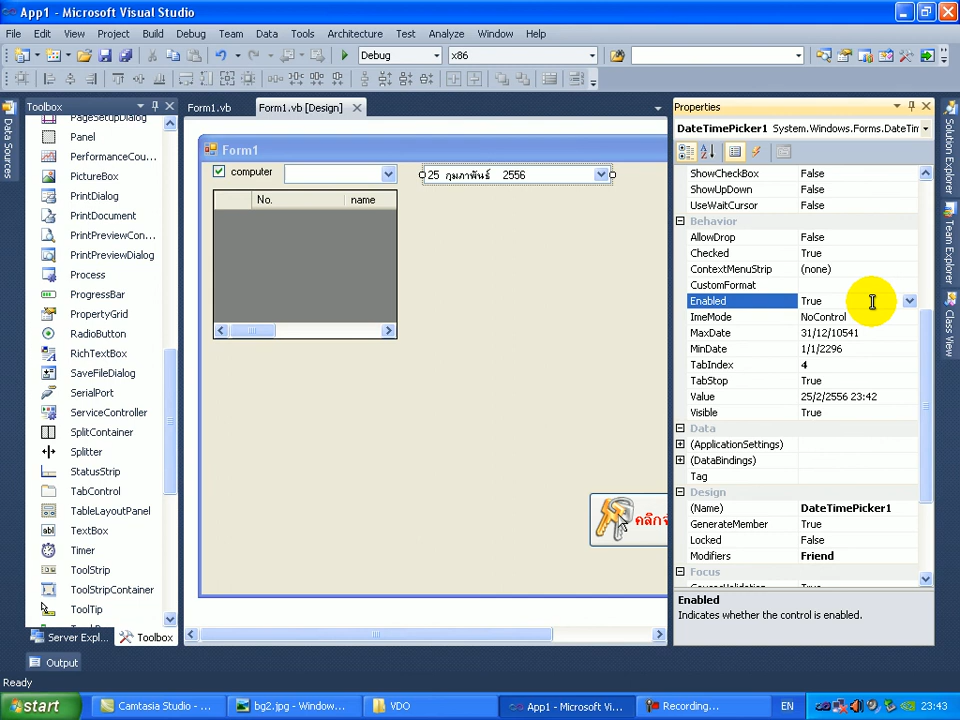 App1 - Microsoft Visual Studio
File Edit View Project Build Debug Team Data Tools Architecture Test Analyze Window Help
Debug x86
Toolbox
Form1.vb Form1.vb [Design]
Properties
DateTimePicker1 System.Windows.Forms.DateTim
Data Sources
Solution Explorer
Team Explorer
Class View
PageSetupDialog
Panel
PerformanceCou...
PictureBox
PrintDialog
PrintDocument
PrintPreviewCon...
PrintPreviewDialog
Process
ProgressBar
PropertyGrid
RadioButton
RichTextBox
SaveFileDialog
SerialPort
ServiceController
SplitContainer
Splitter
StatusStrip
TabControl
TableLayoutPanel
TextBox
Timer
ToolStrip
ToolStripContainer
ToolTip
Server Expl... Toolbox
Form1
computer
25 กุมภาพันธ์ 2556
No. name
ShowCheckBox False
ShowUpDown False
UseWaitCursor False
Behavior
AllowDrop False
Checked True
ContextMenuStrip (none)
CustomFormat
Enabled True
ImeMode NoControl
MaxDate 31/12/10541
MinDate 1/1/2296
TabIndex 4
TabStop True
Value 25/2/2556 23:42
Visible True
Data
(ApplicationSettings)
(DataBindings)
Tag
Design
(Name) DateTimePicker1
GenerateMember True
Locked False
Modifiers Friend
Focus
CausesValidation True
Enabled
Indicates whether the control is enabled.
Output
Ready
start Camtasia Studio - ... bg2.jpg - Window... VDO App1 - Microsoft Vi... Recording... EN 23:43